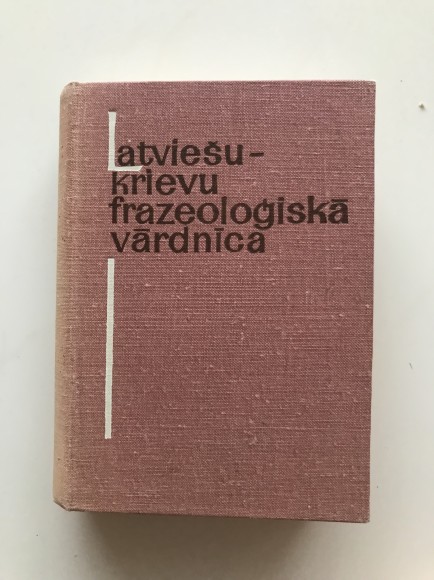 Latviešu-
krievu
frazeoloģiskā
vārdnīca